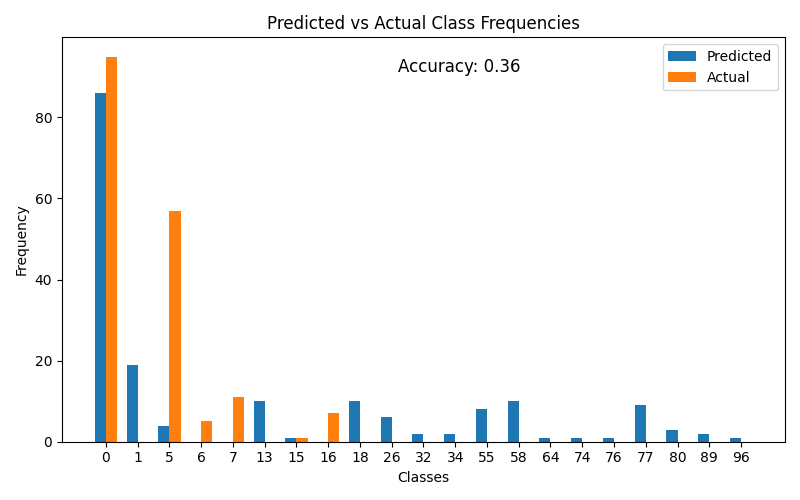 Predicted vs Actual Class Frequencies
Accuracy: 0.36
Predicted
Actual
Frequency
80
60
40
20
0
0 1 5 6 7 13 15 16 18 26 32 34 55 58 64 74 76 77 80 89 96
Classes